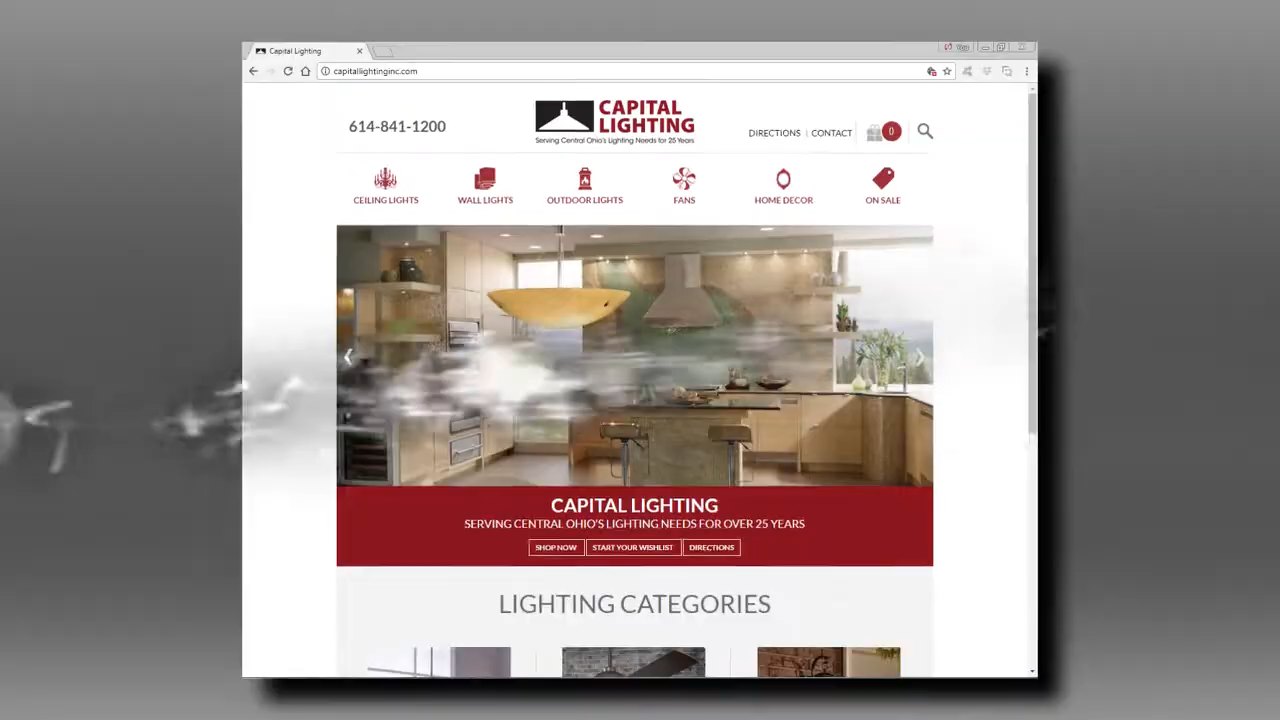 Capital Lighting
capitallightinginc.com
614-841-1200
CAPITAL
LIGHTING
Serving Central Ohio's Lighting Needs for 25 Years
DIRECTIONS | CONTACT
0
CEILING LIGHTS
WALL LIGHTS
OUTDOOR LIGHTS
FANS
HOME DECOR
ON SALE
CAPITAL LIGHTING
SERVING CENTRAL OHIO'S LIGHTING NEEDS FOR OVER 25 YEARS
SHOP NOW
START YOUR WISHLIST
DIRECTIONS
LIGHTING CATEGORIES